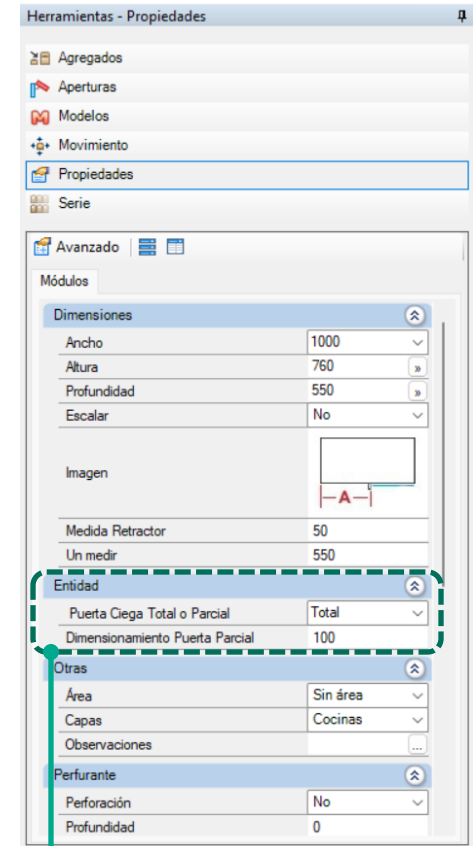 Herramientas - Propiedades
Agregados
Aperturas
Modelos
Movimiento
Propiedades
Serie
Avanzado
Módulos
Dimensiones
Ancho 1000
Altura 760 »
Profundidad 550 »
Escalar No
Imagen A
Medida Retractor 50
Un medir 550
Entidad
Puerta Ciega Total o Parcial Total
Dimensionamiento Puerta Parcial 100
Otras
Área Sin área
Capas Cocinas
Observaciones ...
Perfurante
Perforación No
Profundidad 0